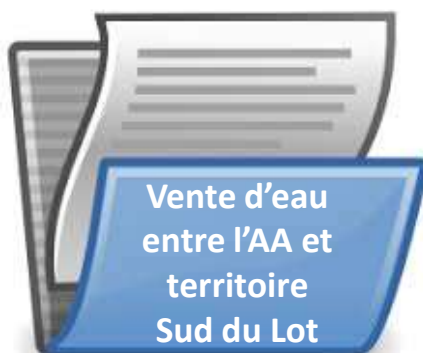 Vente d’eau
entre l’AA et
territoire
Sud du Lot